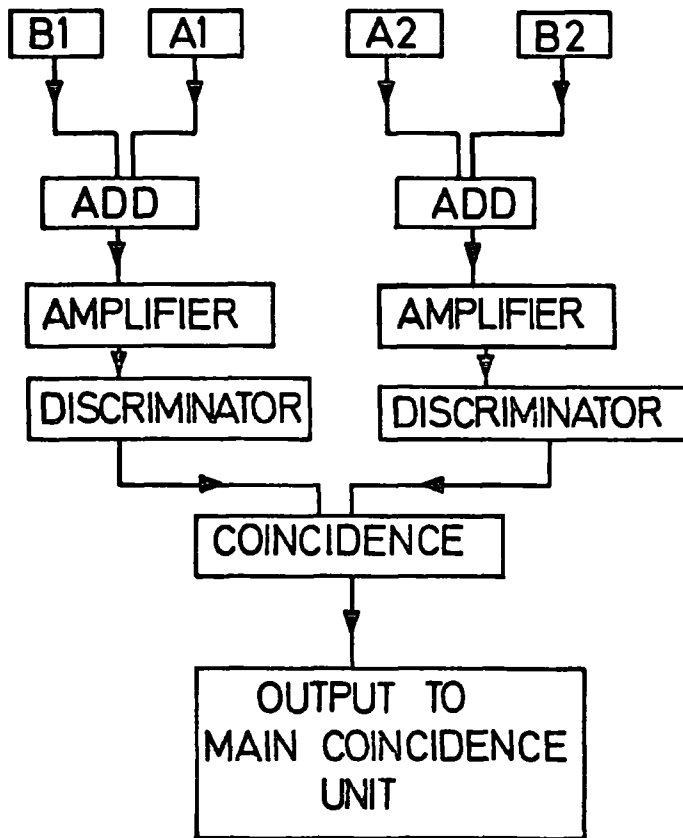 B1 A1 A2 B2
ADD ADD
AMPLIFIER AMPLIFIER
DISCRIMINATOR DISCRIMINATOR
COINCIDENCE
OUTPUT TO
MAIN COINCIDENCE
UNIT